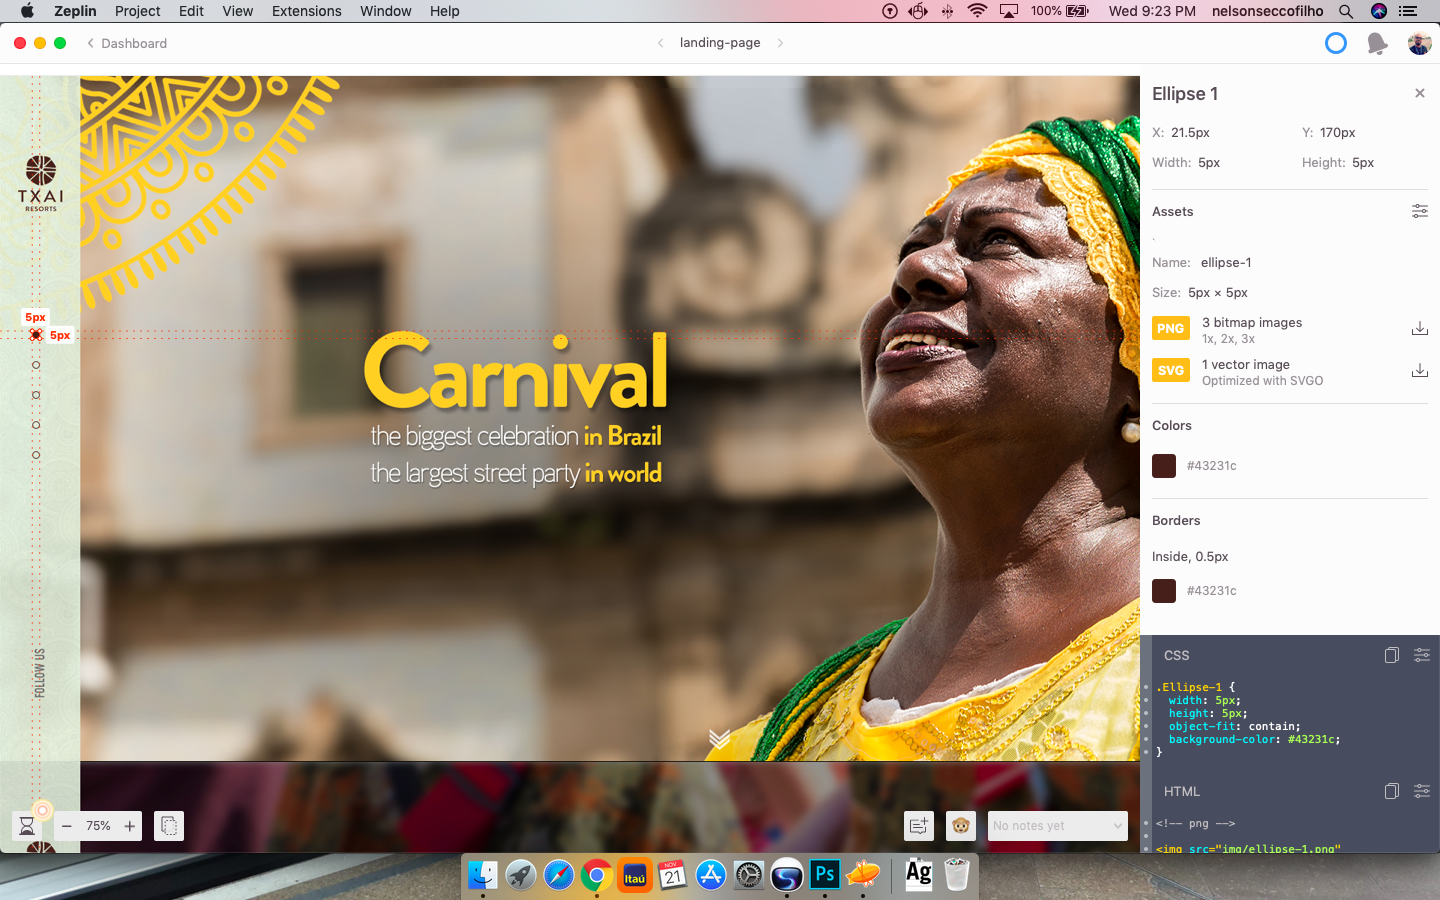 Zeplin Project Edit View Extensions Window Help
100% Wed 9:23 PM nelsonseccofilho
Dashboard
landing-page
TXAI
RESORTS
5px
5px
FOLLOW US
Carnival
the biggest celebration in Brazil
the largest street party in world
75%
No notes yet
Ellipse 1
X: 21.5px Y: 170px
Width: 5px Height: 5px
Assets
Name: ellipse-1
Size: 5px × 5px
PNG 3 bitmap images
1x, 2x, 3x
SVG 1 vector image
Optimized with SVGO
Colors
#43231c
Borders
Inside, 0.5px
#43231c
CSS
.Ellipse-1 {
width: 5px;
height: 5px;
object-fit: contain;
background-color: #43231c;
}
HTML
<!-- png -->
<img src="img/ellipse-1.png"
Itaú
NOV
21
Ps
Ag